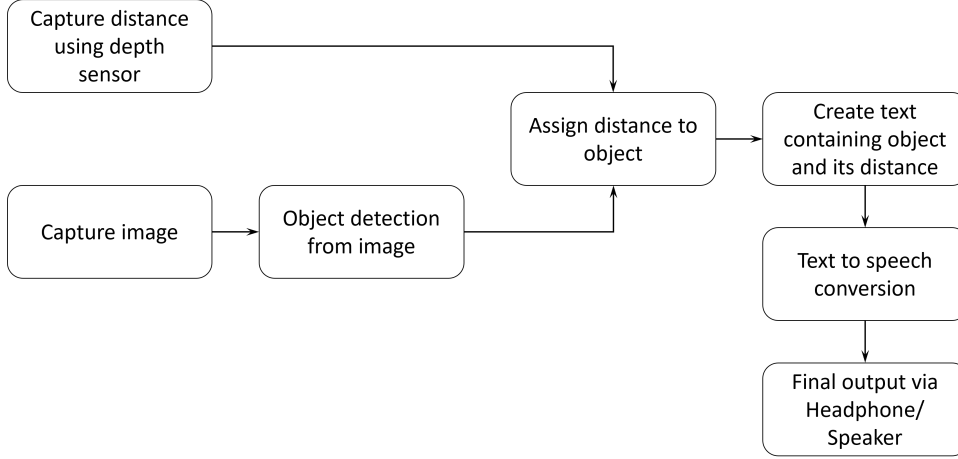 Capture distance
using depth
sensor
Assign distance to
object
Create text
containing object
and its distance
Capture image
Object detection
from image
Text to speech
conversion
Final output via
Headphone/
Speaker